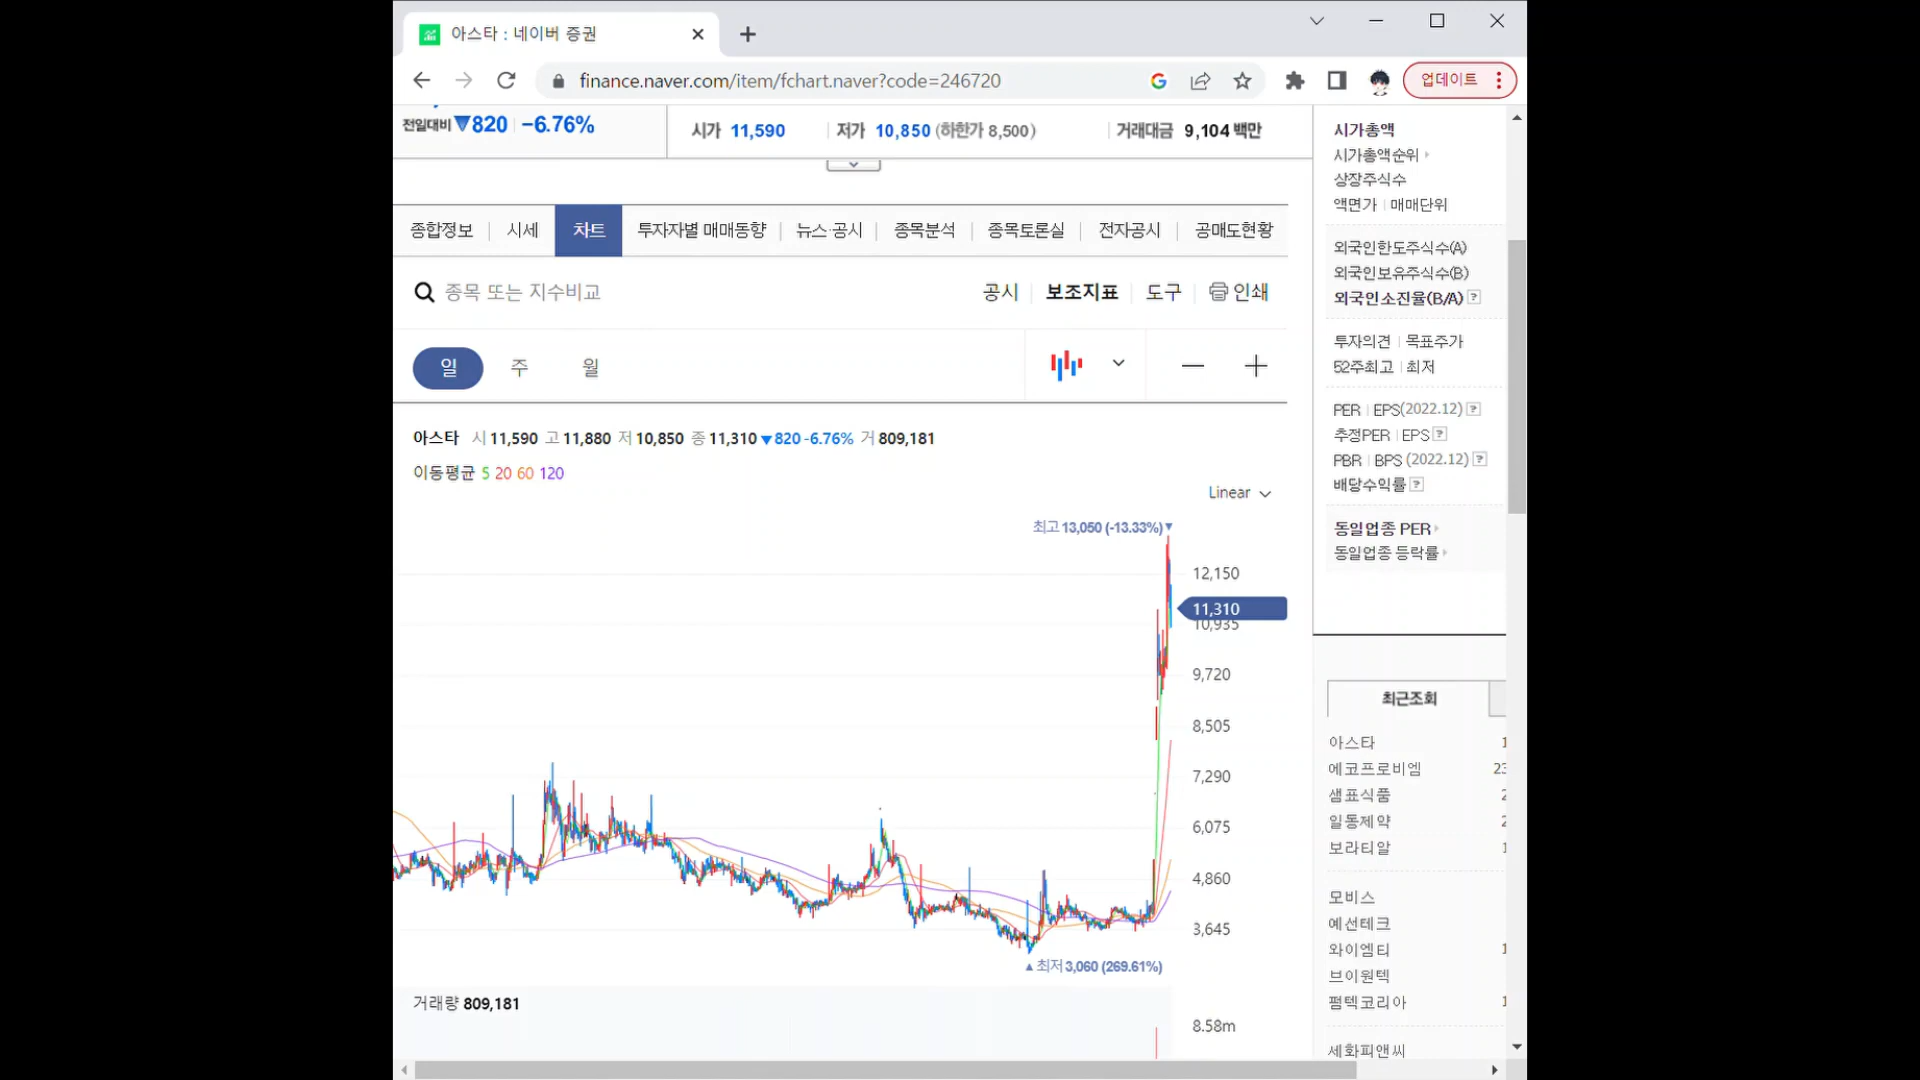 아스타 : 네이버 증권
finance.naver.com/item/fchart.naver?code=246720
업데이트
전일대비 ▼820 -6.76%
시가 11,590 저가 10,850 (하한가 8,500) 거래대금 9,104 백만
종합정보 시세 차트 투자자별 매매동향 뉴스·공시 종목분석 종목토론실 전자공시 공매도현황
종목 또는 지수비교
공시 보조지표 도구 인쇄
일 주 월
아스타 시 11,590 고 11,880 저 10,850 종 11,310 ▼820 -6.76% 거 809,181
이동평균 5 20 60 120
Linear
최고 13,050 (-13.33%)▼
12,150
11,310
10,935
9,720
8,505
7,290
6,075
4,860
3,645
▲최저 3,060 (269.61%)
거래량 809,181
8.58m
시가총액
시가총액순위
상장주식수
액면가 매매단위
외국인한도주식수(A)
외국인보유주식수(B)
외국인소진율(B/A) ?
투자의견 목표주가
52주최고 최저
PER EPS(2022.12) ?
추정PER EPS ?
PBR BPS (2022.12) ?
배당수익률 ?
동일업종 PER
동일업종 등락률
최근조회
아스타 1
에코프로비엠 23
샘표식품 2
일동제약 2
보라티알 1
모비스
예선테크
와이엠티 1
브이원텍
펌텍코리아 1
세화피앤씨